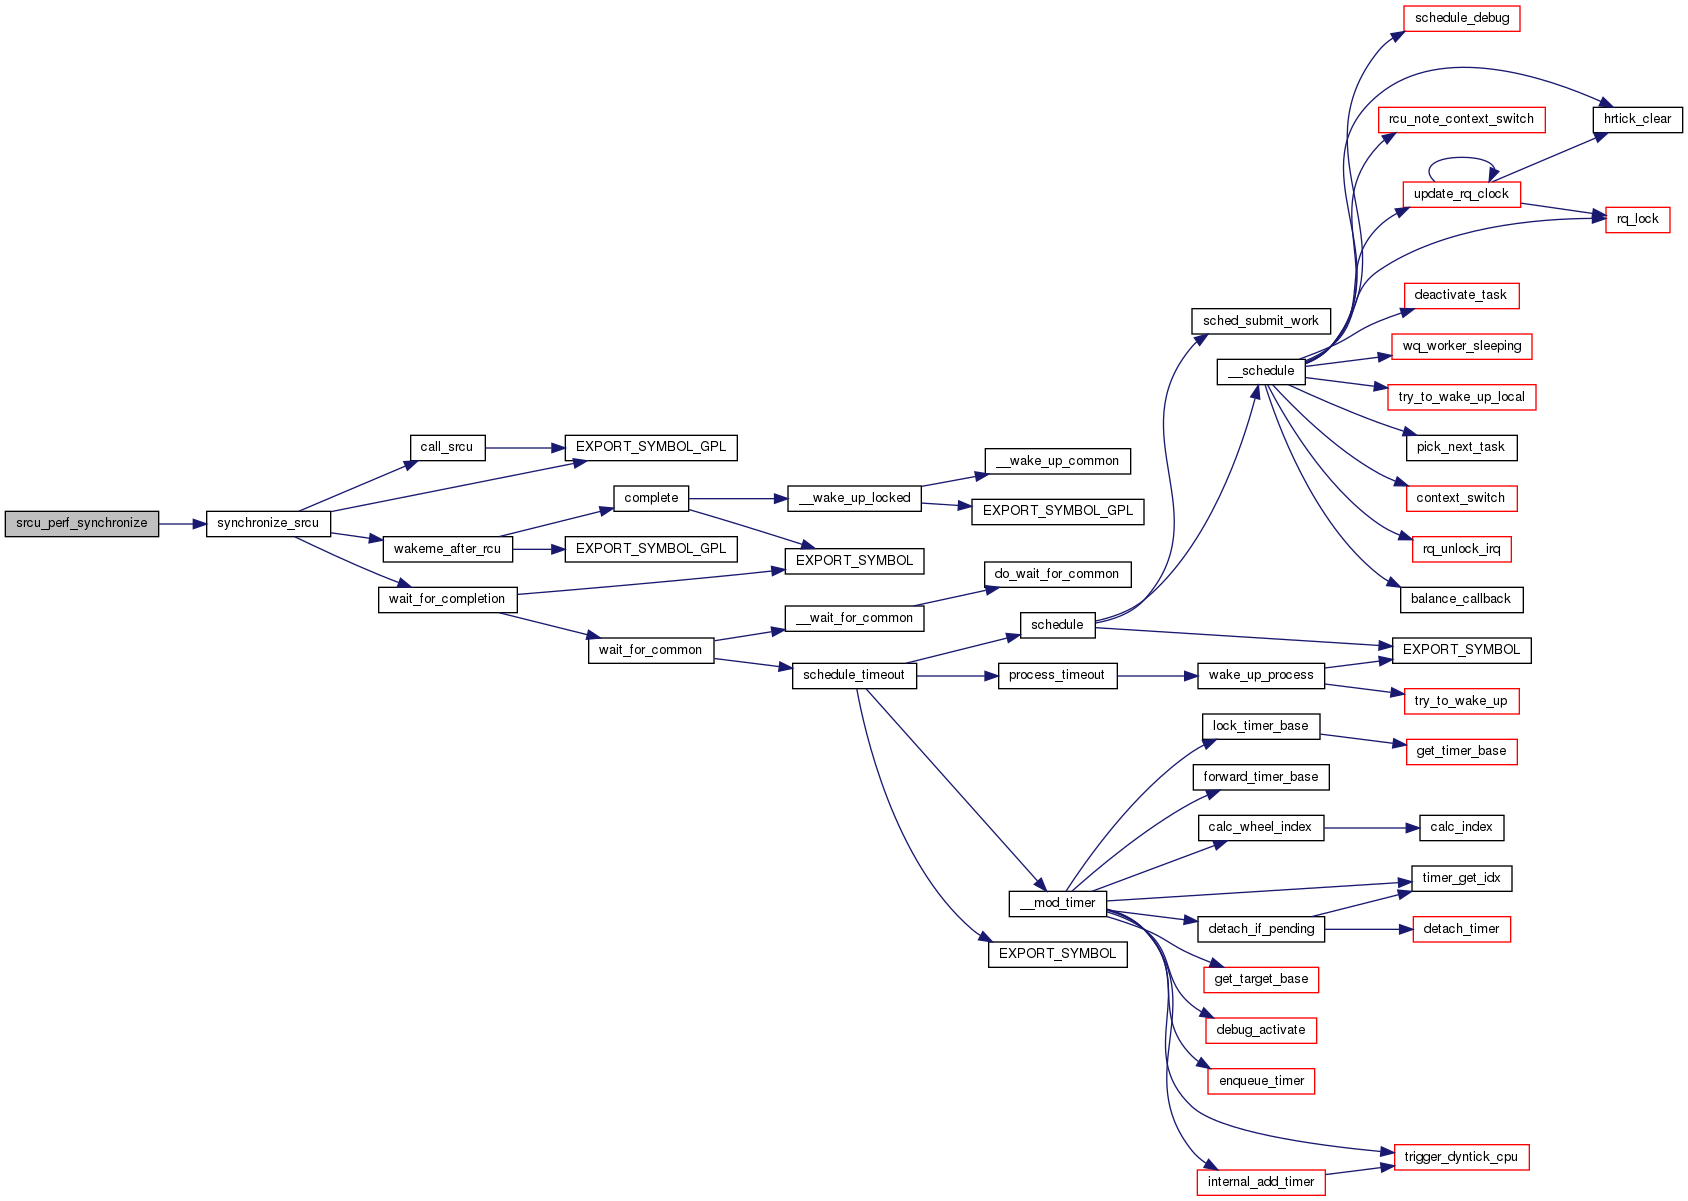 schedule_debug
hrtick_clear
rcu_note_context_switch
update_rq_clock
rq_lock
deactivate_task
sched_submit_work
wq_worker_sleeping
__schedule
try_to_wake_up_local
call_srcu
EXPORT_SYMBOL_GPL
pick_next_task
__wake_up_common
complete
__wake_up_locked
context_switch
EXPORT_SYMBOL_GPL
srcu_perf_synchronize
synchronize_srcu
wakeme_after_rcu
EXPORT_SYMBOL_GPL
rq_unlock_irq
EXPORT_SYMBOL
do_wait_for_common
wait_for_completion
balance_callback
__wait_for_common
schedule
wait_for_common
EXPORT_SYMBOL
schedule_timeout
process_timeout
wake_up_process
try_to_wake_up
lock_timer_base
get_timer_base
forward_timer_base
calc_wheel_index
calc_index
timer_get_idx
__mod_timer
detach_if_pending
detach_timer
EXPORT_SYMBOL
get_target_base
debug_activate
enqueue_timer
trigger_dyntick_cpu
internal_add_timer